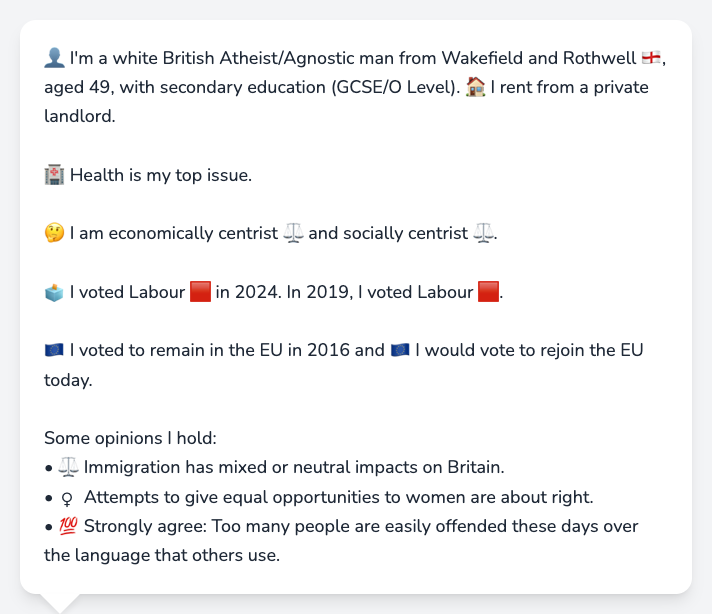 👤 I'm a white British Atheist/Agnostic man from Wakefield and Rothwell 🏴󠁧󠁢󠁥󠁮󠁧󠁿,
aged 49, with secondary education (GCSE/O Level). 🏠 I rent from a private
landlord.
🏥 Health is my top issue.
🤔 I am economically centrist ⚖️ and socially centrist ⚖️.
🗳️ I voted Labour 🟥 in 2024. In 2019, I voted Labour 🟥.
🇪🇺 I voted to remain in the EU in 2016 and 🇪🇺 I would vote to rejoin the EU
today.
Some opinions I hold:
• ⚖️ Immigration has mixed or neutral impacts on Britain.
• ♀ Attempts to give equal opportunities to women are about right.
• 💯 Strongly agree: Too many people are easily offended these days over
the language that others use.